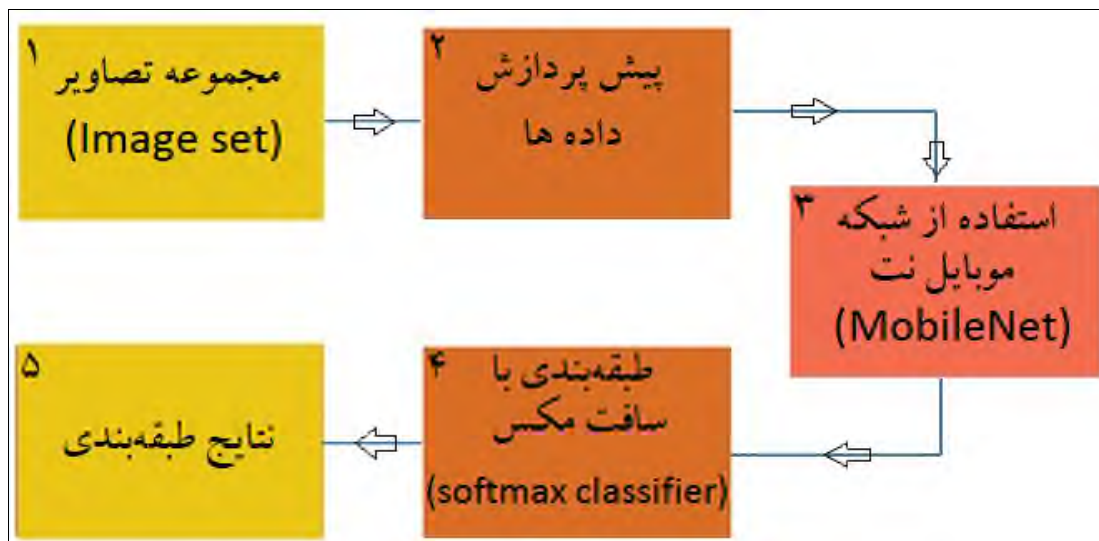 ۱
مجموعه تصاویر
(Image set)
۲
پیش پردازش
داده ها
۳
استفاده از شبکه
موبایل نت
(MobileNet)
۴
طبقه‌بندی با
سافت مکس
(softmax classifier)
۵
نتایج طبقه‌بندی